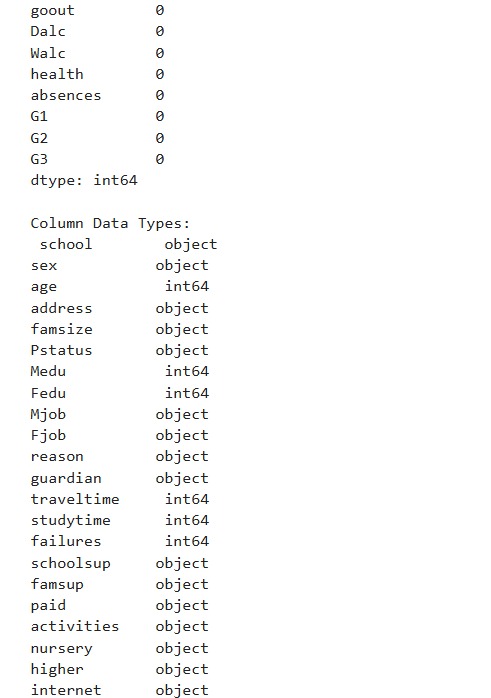 goout         0
Dalc          0
Walc          0
health        0
absences      0
G1            0
G2            0
G3            0
dtype: int64

Column Data Types:
 school        object
sex           object
age            int64
address       object
famsize       object
Pstatus       object
Medu           int64
Fedu           int64
Mjob          object
Fjob          object
reason        object
guardian      object
traveltime     int64
studytime      int64
failures       int64
schoolsup     object
famsup        object
paid          object
activities    object
nursery       object
higher        object
internet      object